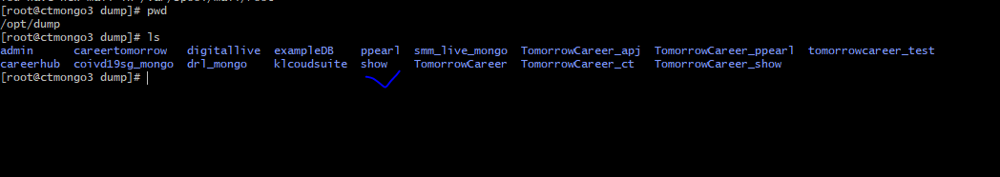 [root@ctmongo3 dump]# pwd
/opt/dump
[root@ctmongo3 dump]# ls
admin careertomorrow digitallive exampleDB ppearl smm_live_mongo TomorrowCareer_apj TomorrowCareer_ppearl tomorrowcareer_test
careerhub coivd19sg_mongo drl_mongo klcoudsuite show TomorrowCareer TomorrowCareer_ct TomorrowCareer_show
[root@ctmongo3 dump]#